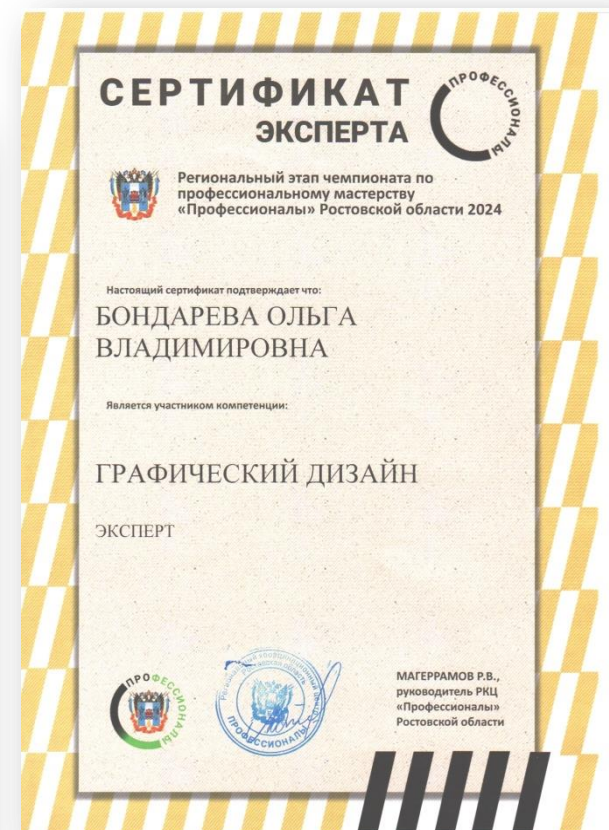 СЕРТИФИКАТ
ЭКСПЕРТА
ПРОФЕССИОНАЛЫ
Региональный этап чемпионата по
профессиональному мастерству
«Профессионалы» Ростовской области 2024
Настоящий сертификат подтверждает что:
БОНДАРЕВА ОЛЬГА
ВЛАДИМИРОВНА
Является участником компетенции:
ГРАФИЧЕСКИЙ ДИЗАЙН
ЭКСПЕРТ
ПРОФЕССИОНАЛЫ
ПРОФЕССИОНАЛЫ
МАГЕРРАМОВ Р.В.,
руководитель РКЦ
«Профессионалы»
Ростовской области